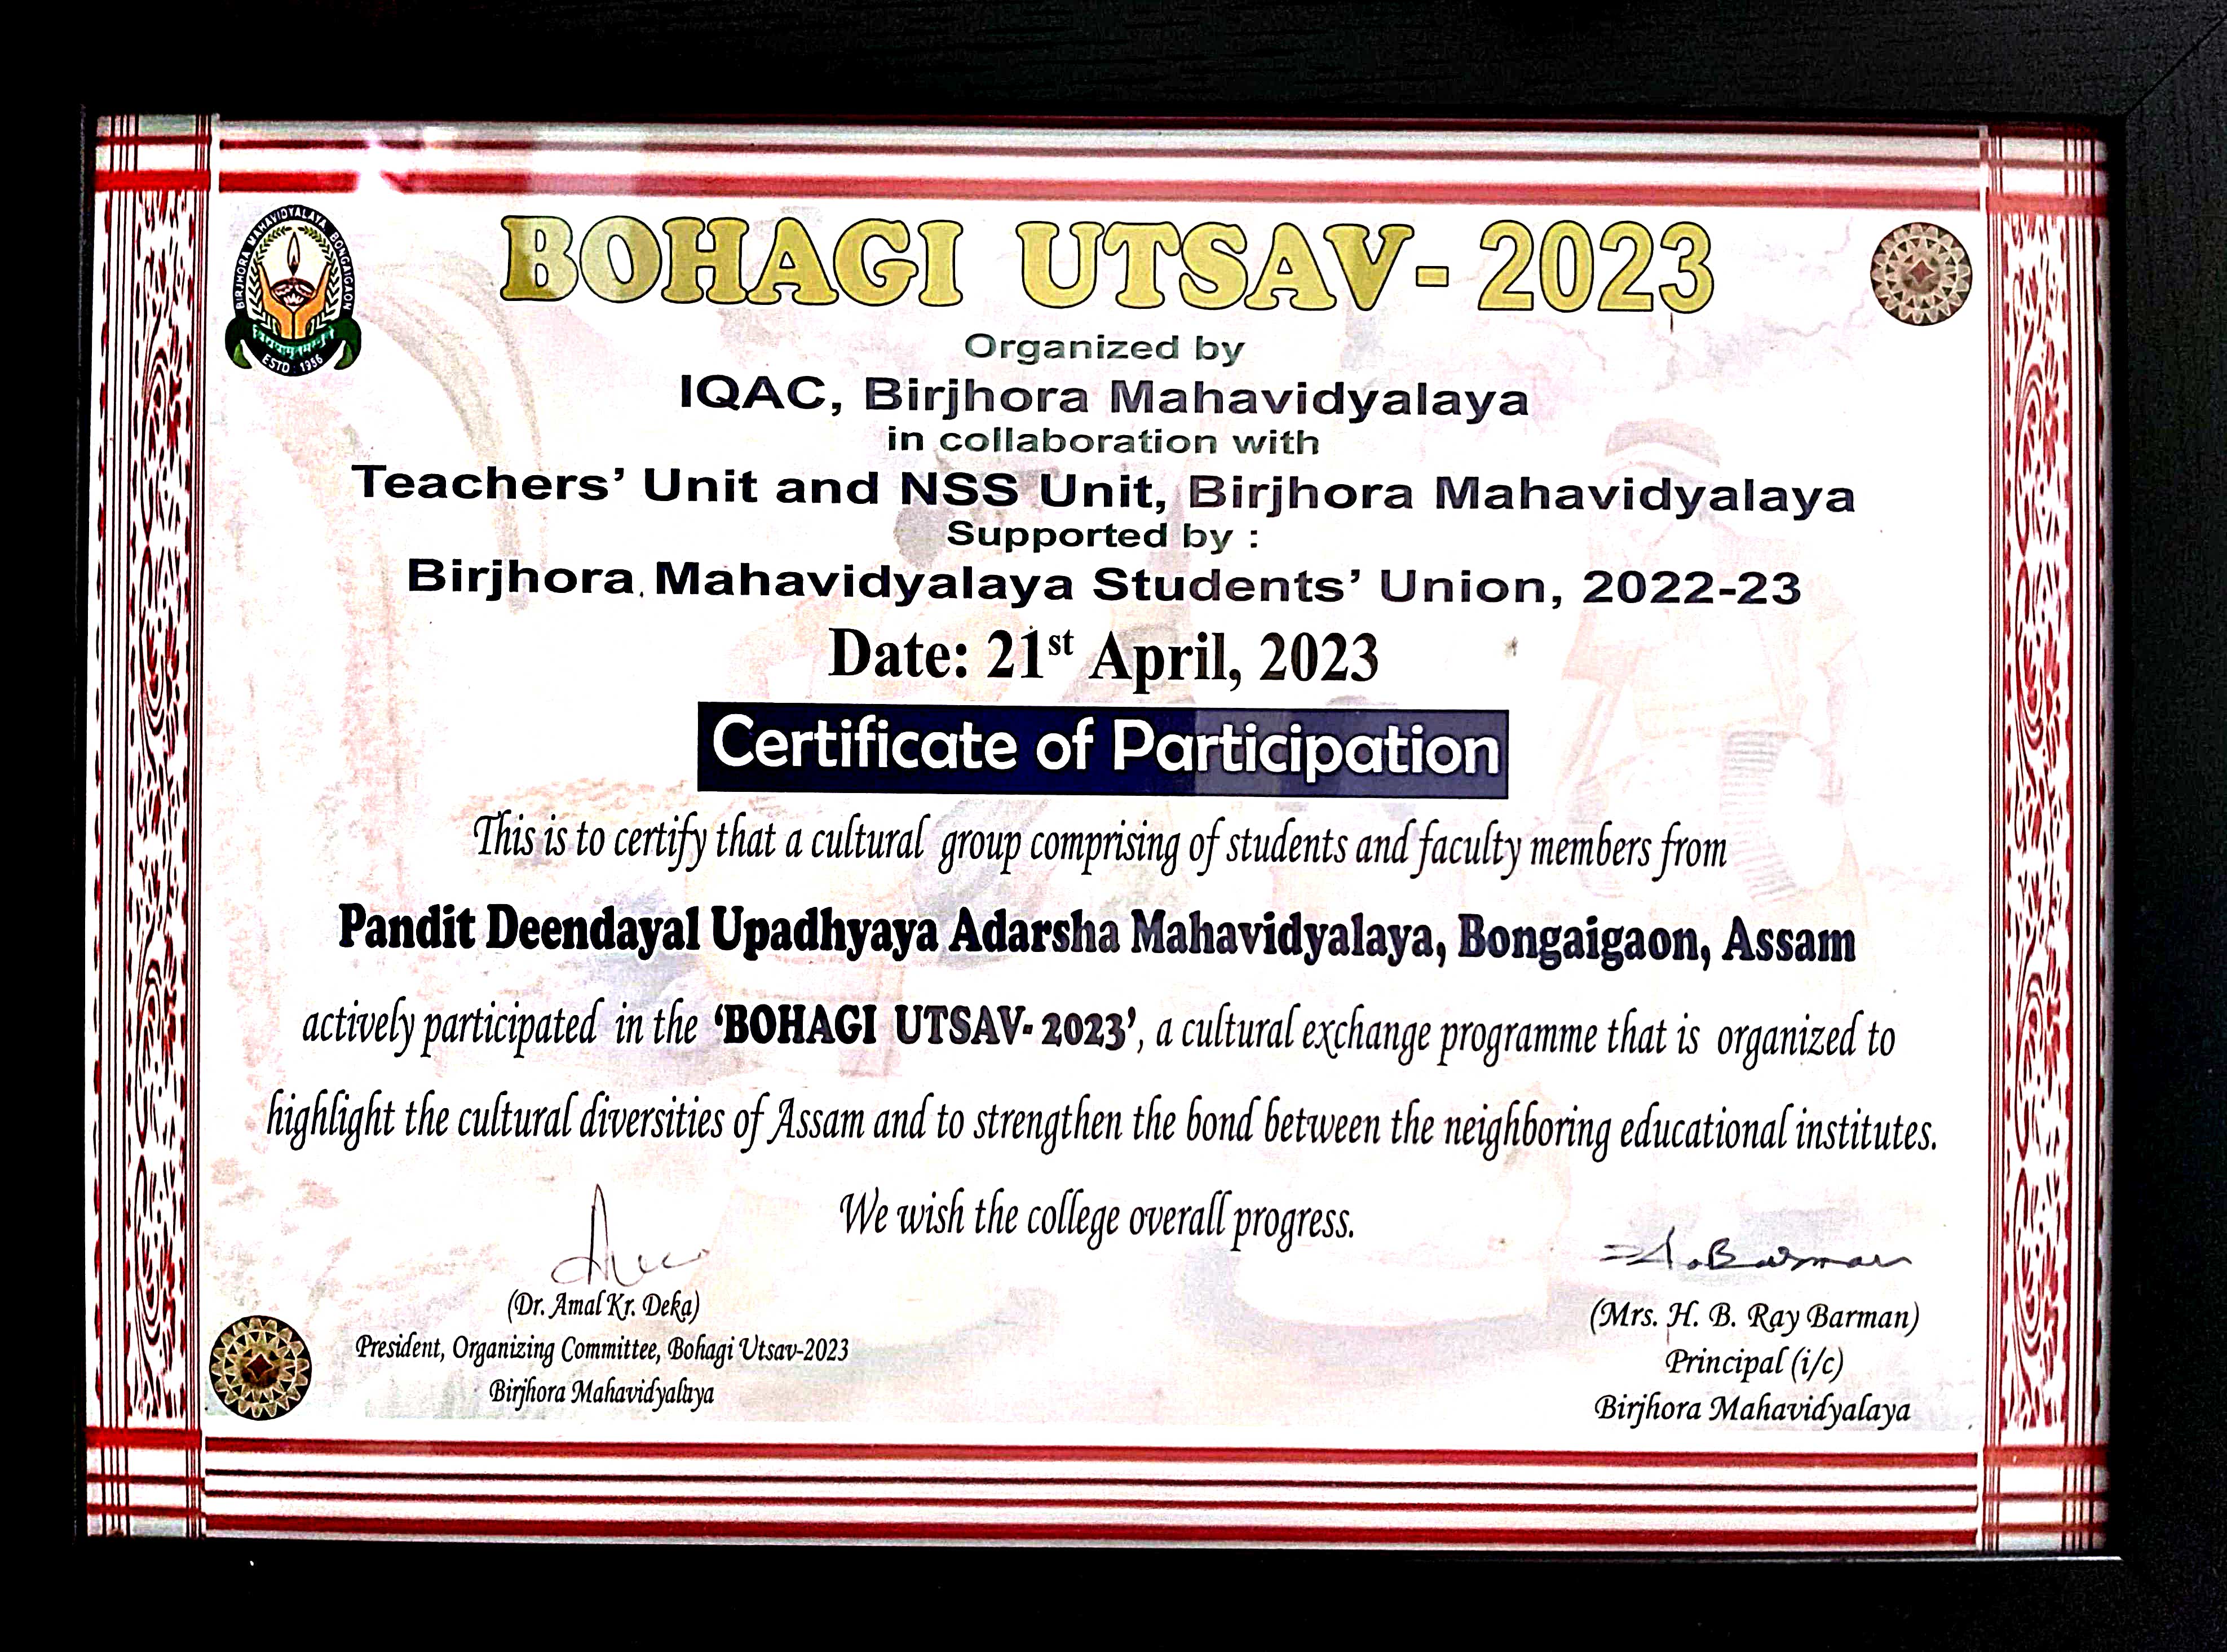 BIRJHORA MAHAVIDYALAYA BONGAIGAON
ESTD : 1956
BOHAGI UTSAV- 2023
Organized by
IQAC, Birjhora Mahavidyalaya
in collaboration with
Teachers’ Unit and NSS Unit, Birjhora Mahavidyalaya
Supported by :
Birjhora Mahavidyalaya Students’ Union, 2022-23
Date: 21st April, 2023
Certificate of Participation
This is to certify that a cultural group comprising of students and faculty members from
Pandit Deendayal Upadhyaya Adarsha Mahavidyalaya, Bongaigaon, Assam
actively participated in the ‘BOHAGI UTSAV- 2023’, a cultural exchange programme that is organized to
highlight the cultural diversities of Assam and to strengthen the bond between the neighboring educational institutes.
We wish the college overall progress.
(Dr. Amal Kr. Deka)
President, Organizing Committee, Bohagi Utsav-2023
Birjhora Mahavidyalaya
(Mrs. H. B. Ray Barman)
Principal (i/c)
Birjhora Mahavidyalaya